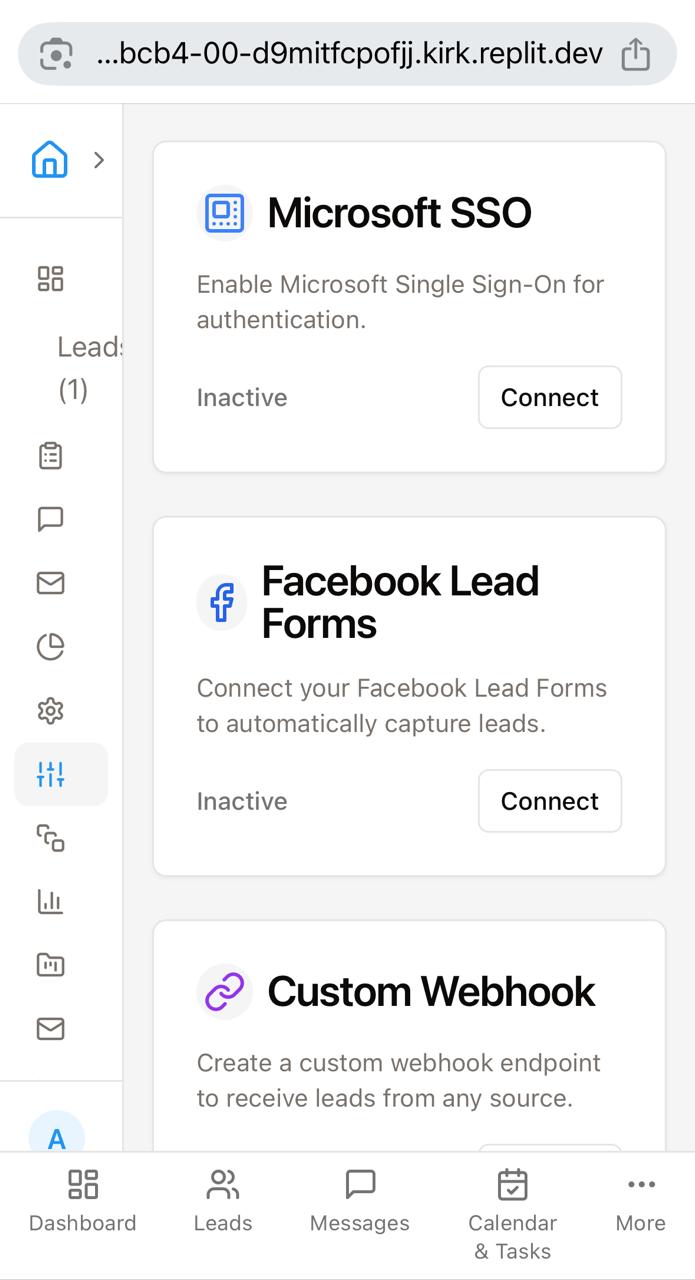 ...bcb4-00-d9mitfcpofjj.kirk.replit.dev
Leads
(1)
A
Microsoft SSO
Enable Microsoft Single Sign-On for
authentication.
Inactive
Connect
Facebook Lead
Forms
Connect your Facebook Lead Forms
to automatically capture leads.
Inactive
Connect
Custom Webhook
Create a custom webhook endpoint
to receive leads from any source.
Dashboard
Leads
Messages
Calendar
& Tasks
More